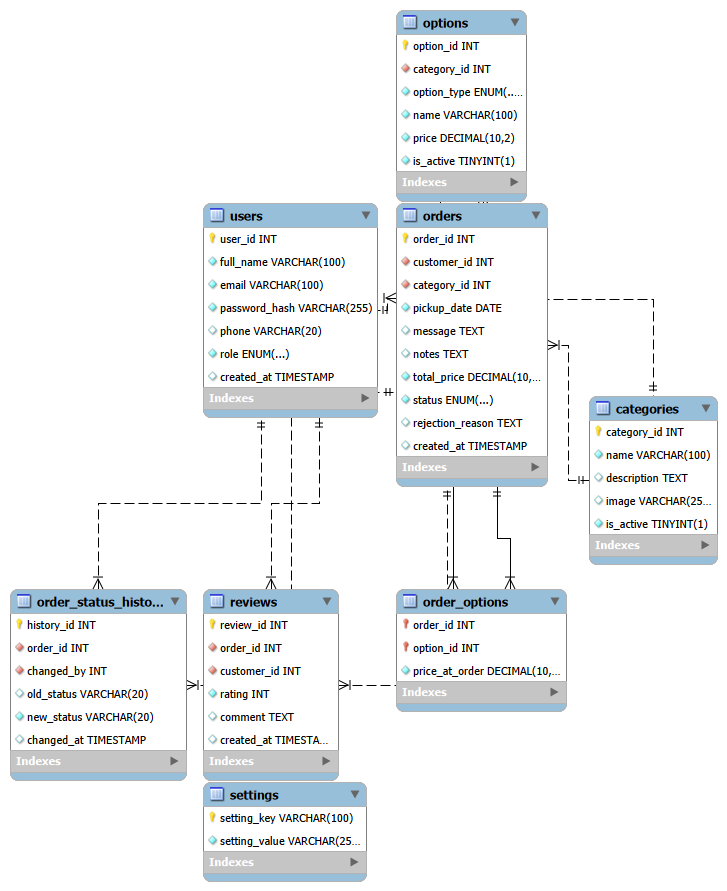 options
option_id INT
category_id INT
option_type ENUM(..…
name VARCHAR(100)
price DECIMAL(10,2)
is_active TINYINT(1)
Indexes
users
user_id INT
full_name VARCHAR(100)
email VARCHAR(100)
password_hash VARCHAR(255)
phone VARCHAR(20)
role ENUM(...)
created_at TIMESTAMP
Indexes
orders
order_id INT
customer_id INT
category_id INT
pickup_date DATE
message TEXT
notes TEXT
total_price DECIMAL(10,...
status ENUM(...)
rejection_reason TEXT
created_at TIMESTAMP
Indexes
categories
category_id INT
name VARCHAR(100)
description TEXT
image VARCHAR(25...
is_active TINYINT(1)
Indexes
order_status_histo...
history_id INT
order_id INT
changed_by INT
old_status VARCHAR(20)
new_status VARCHAR(20)
changed_at TIMESTAMP
Indexes
reviews
review_id INT
order_id INT
customer_id INT
rating INT
comment TEXT
created_at TIMESTA...
Indexes
order_options
order_id INT
option_id INT
price_at_order DECIMAL(10,...
Indexes
settings
setting_key VARCHAR(100)
setting_value VARCHAR(25...
Indexes